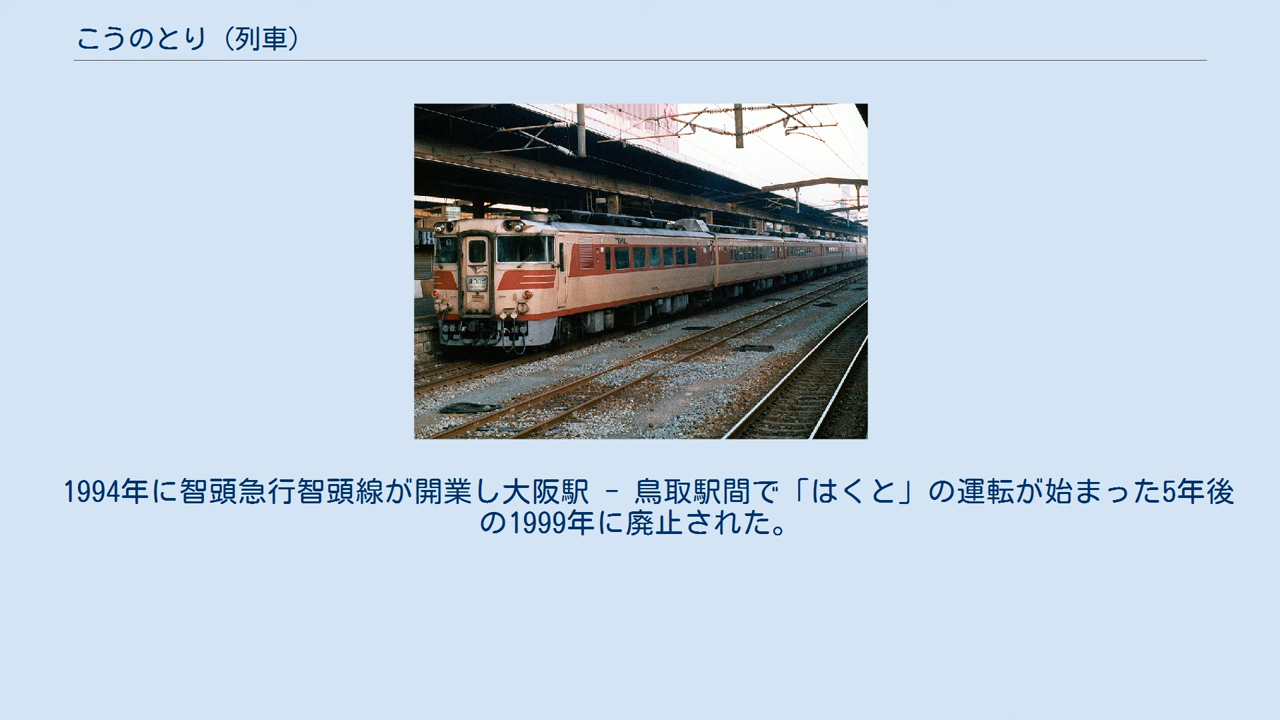 こうのとり（列車）
1994年に智頭急行智頭線が開業し大阪駅 - 鳥取駅間で「はくと」の運転が始まった5年後
の1999年に廃止された。